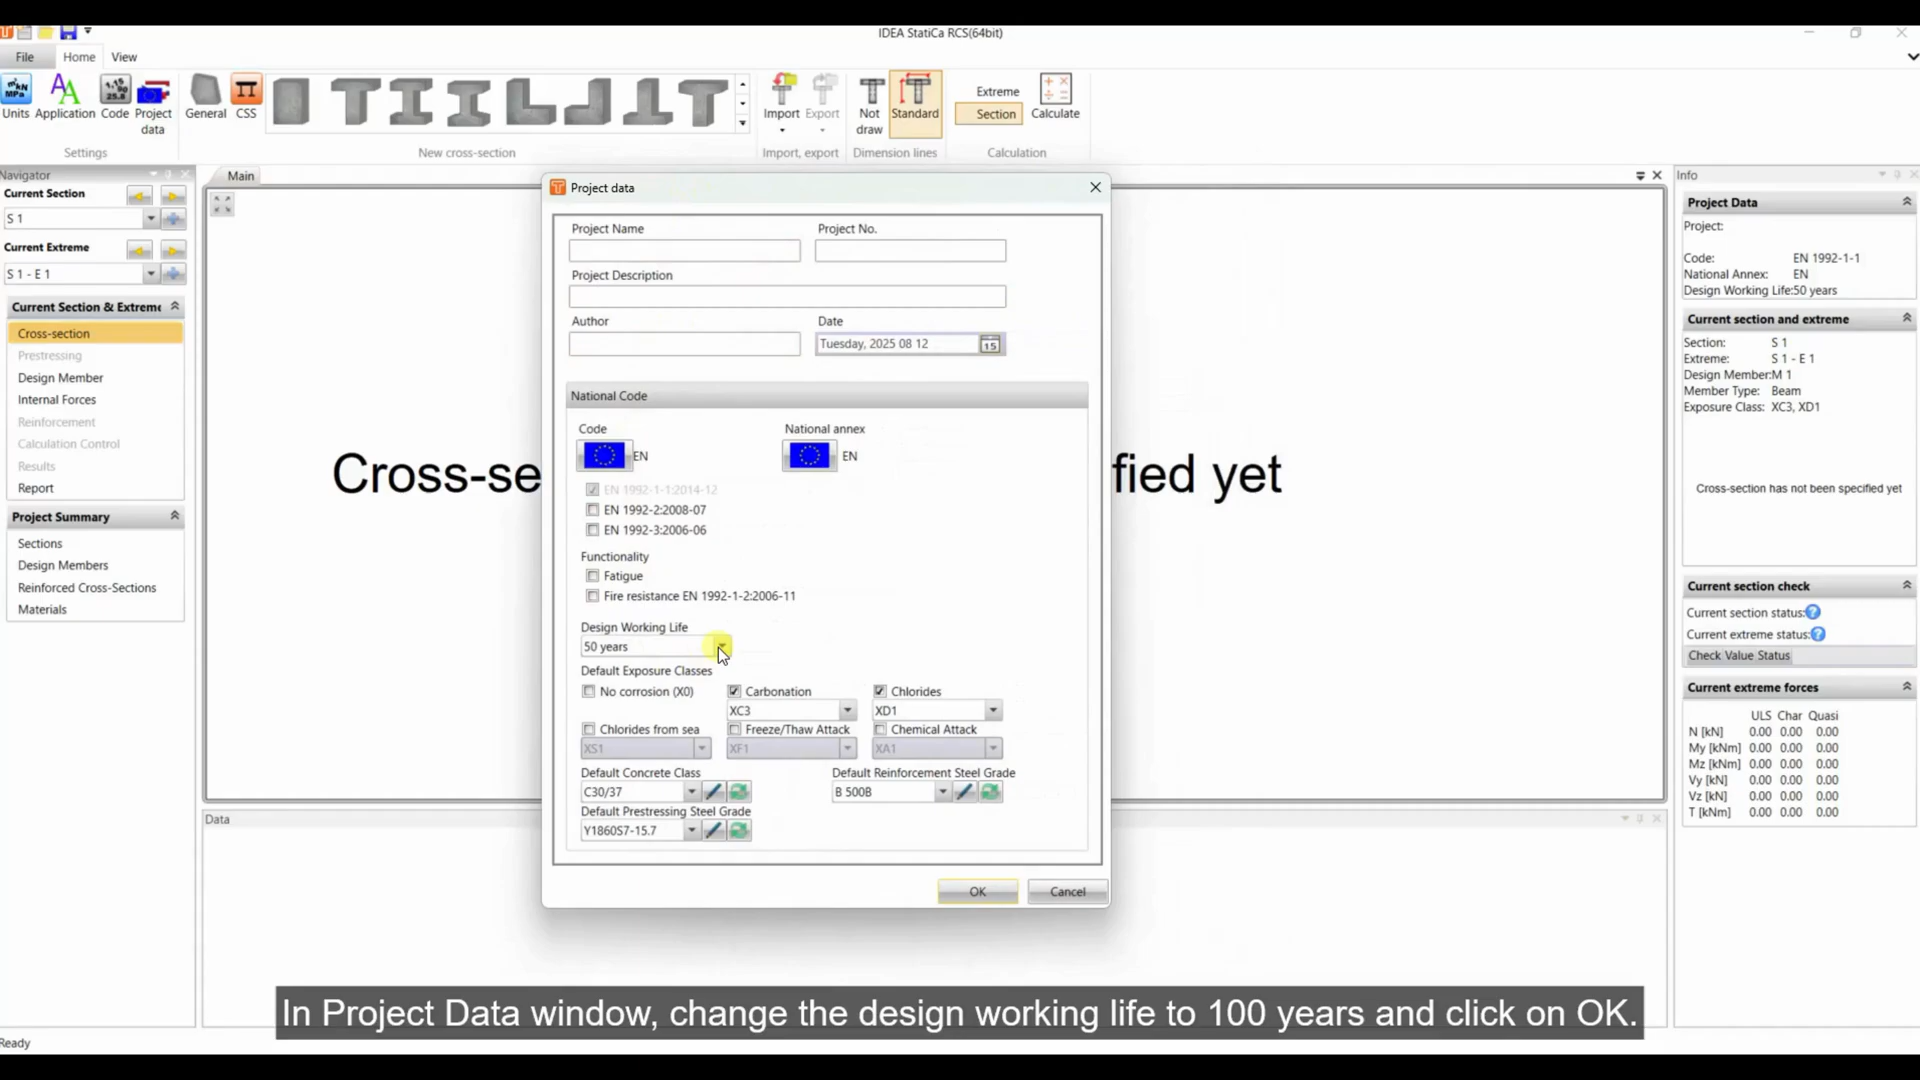 IDEA StatiCa RCS(64bit)
File
Home
View
Units
Application
Code
Project data
General
CSS
Import
Export
Not draw
Standard
Extreme
Section
Calculate
Settings
New cross-section
Import, export
Dimension lines
Calculation
Navigator
Current Section
S 1
Current Extreme
S 1 - E 1
Current Section & Extreme
Cross-section
Prestressing
Design Member
Internal Forces
Reinforcement
Calculation Control
Results
Report
Project Summary
Sections
Design Members
Reinforced Cross-Sections
Materials
Main
Cross-se
fied yet
Data
Project data
Project Name
Project No.
Project Description
Author
Date
Tuesday, 2025 08 12
15
National Code
Code
National annex
EN
EN
EN 1992-1-1:2014-12
EN 1992-2:2008-07
EN 1992-3:2006-06
Functionality
Fatigue
Fire resistance EN 1992-1-2:2006-11
Design Working Life
50 years
Default Exposure Classes
No corrosion (X0)
Carbonation
Chlorides
XC3
XD1
Chlorides from sea
Freeze/Thaw Attack
Chemical Attack
XS1
XF1
XA1
Default Concrete Class
Default Reinforcement Steel Grade
C30/37
B 500B
Default Prestressing Steel Grade
Y1860S7-15.7
OK
Cancel
Info
Project Data
Project:
Code: EN 1992-1-1
National Annex: EN
Design Working Life:50 years
Current section and extreme
Section: S 1
Extreme: S 1 - E 1
Design Member:M 1
Member Type: Beam
Exposure Class: XC3, XD1
Cross-section has not been specified yet
Current section check
Current section status:
Current extreme status:
Check Value Status
Current extreme forces
ULS Char Quasi
N [kN] 0.00 0.00 0.00
My [kNm] 0.00 0.00 0.00
Mz [kNm] 0.00 0.00 0.00
Vy [kN] 0.00 0.00 0.00
Vz [kN] 0.00 0.00 0.00
T [kNm] 0.00 0.00 0.00
In Project Data window, change the design working life to 100 years and click on OK.
Ready